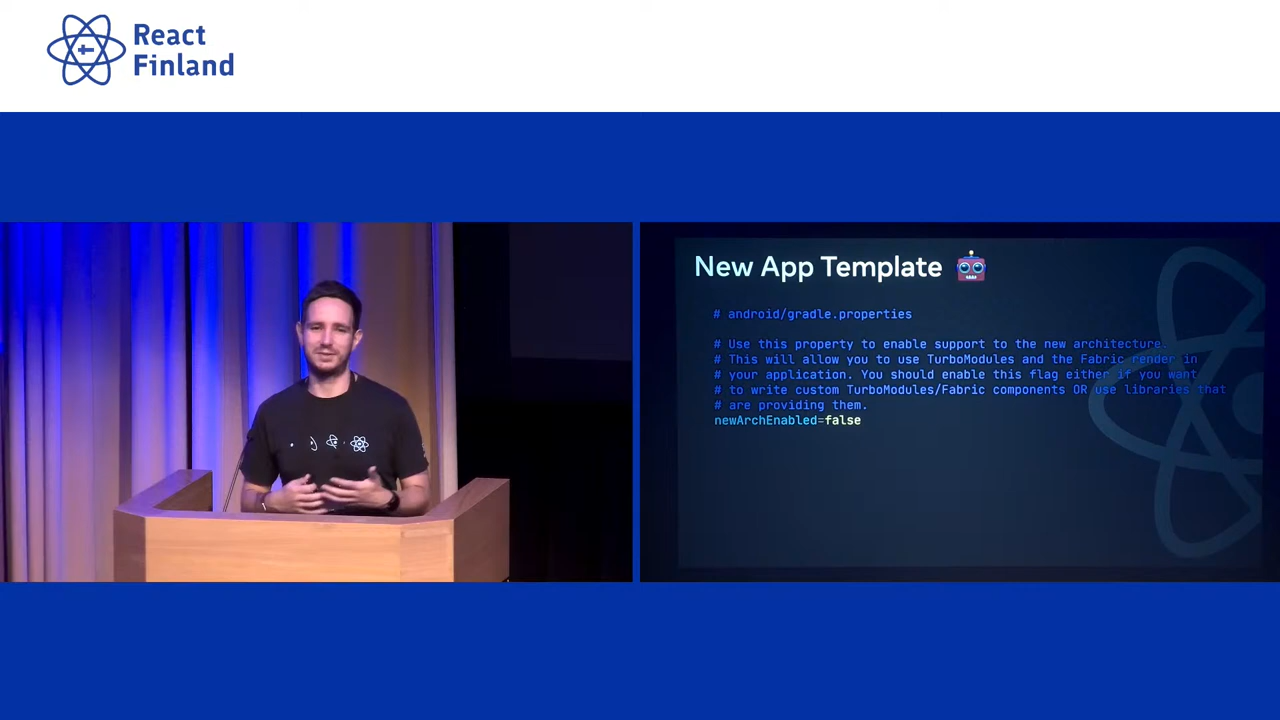 React
Finland
New App Template
# android/gradle.properties
# Use this property to enable support to the new architecture.
# This will allow you to use TurboModules and the Fabric render in
# your application. You should enable this flag either if you want
# to write custom TurboModules/Fabric components OR use libraries that
# are providing them.
newArchEnabled=false